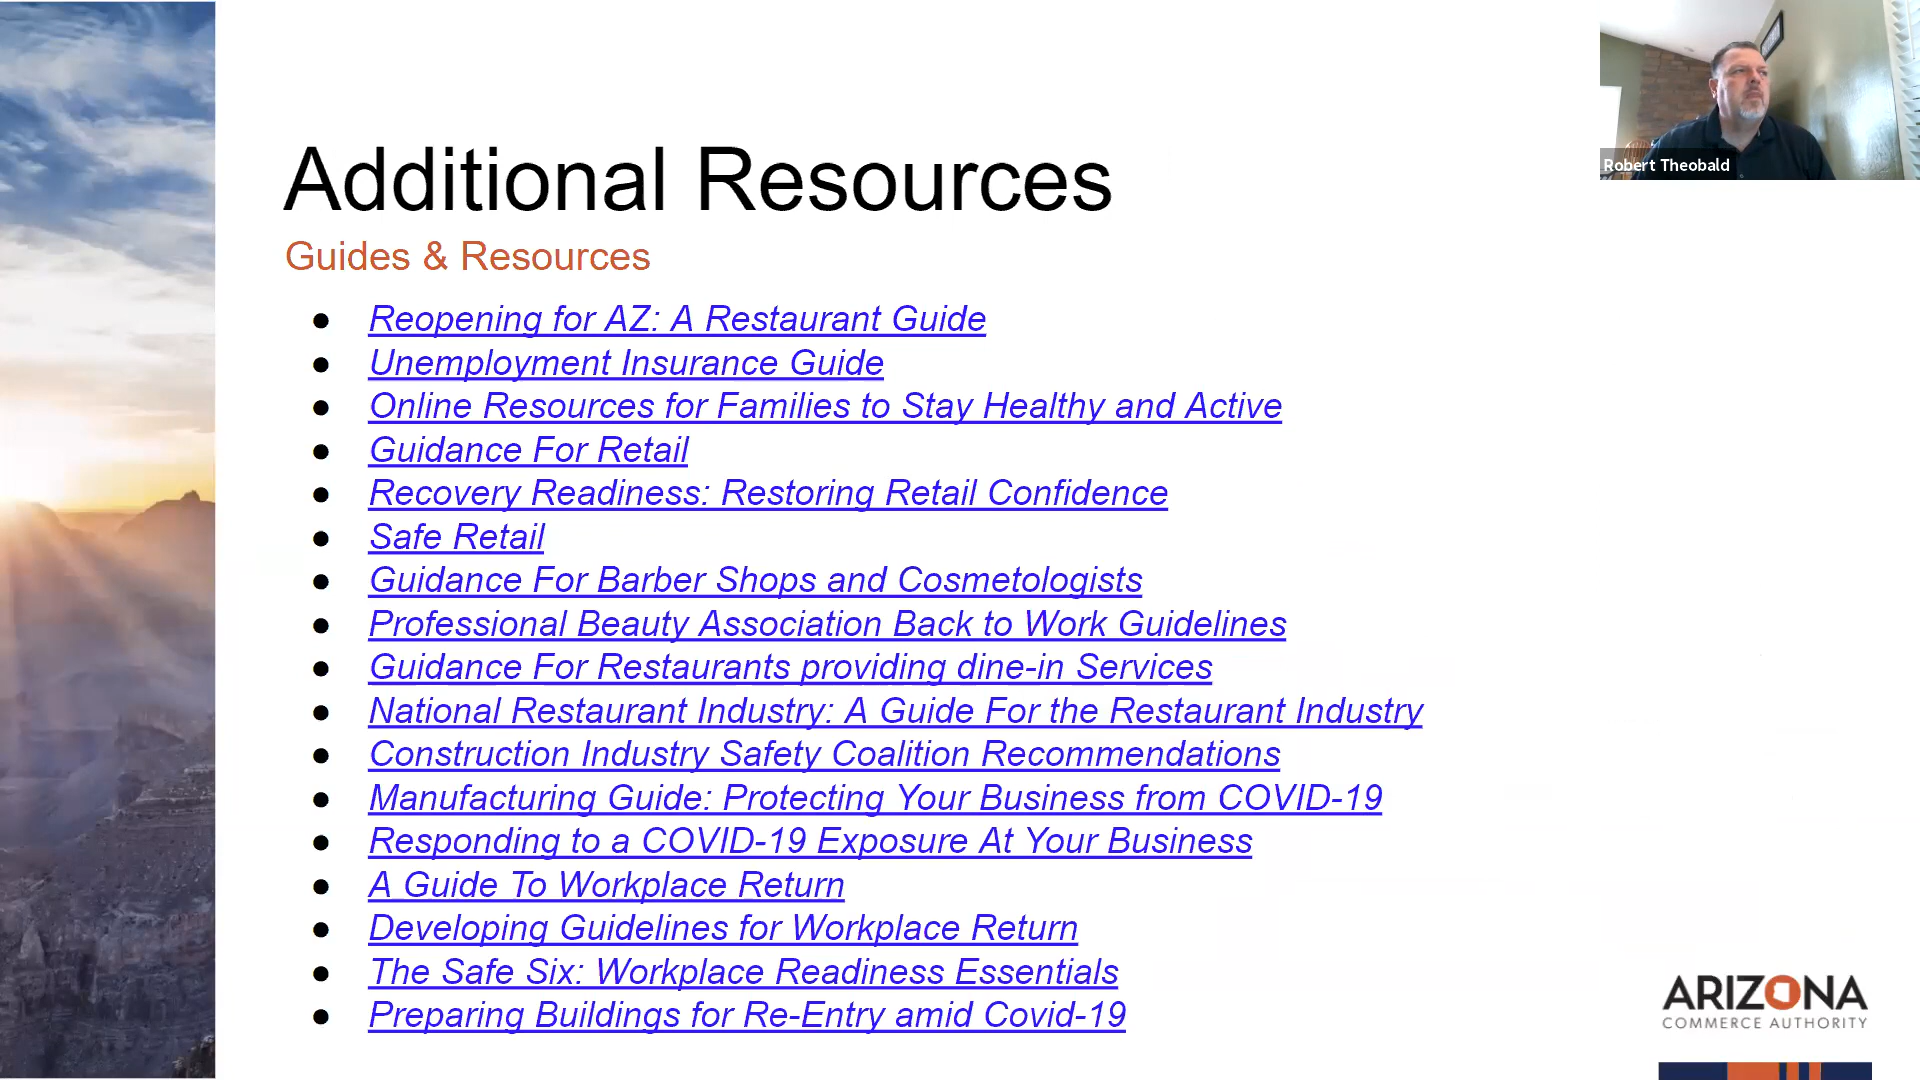 Additional Resources
Guides & Resources
Reopening for AZ: A Restaurant Guide
Unemployment Insurance Guide
Online Resources for Families to Stay Healthy and Active
Guidance For Retail
Recovery Readiness: Restoring Retail Confidence
Safe Retail
Guidance For Barber Shops and Cosmetologists
Professional Beauty Association Back to Work Guidelines
Guidance For Restaurants providing dine-in Services
National Restaurant Industry: A Guide For the Restaurant Industry
Construction Industry Safety Coalition Recommendations
Manufacturing Guide: Protecting Your Business from COVID-19
Responding to a COVID-19 Exposure At Your Business
A Guide To Workplace Return
Developing Guidelines for Workplace Return
The Safe Six: Workplace Readiness Essentials
Preparing Buildings for Re-Entry amid Covid-19
Robert Theobald
ARIZONA
COMMERCE AUTHORITY